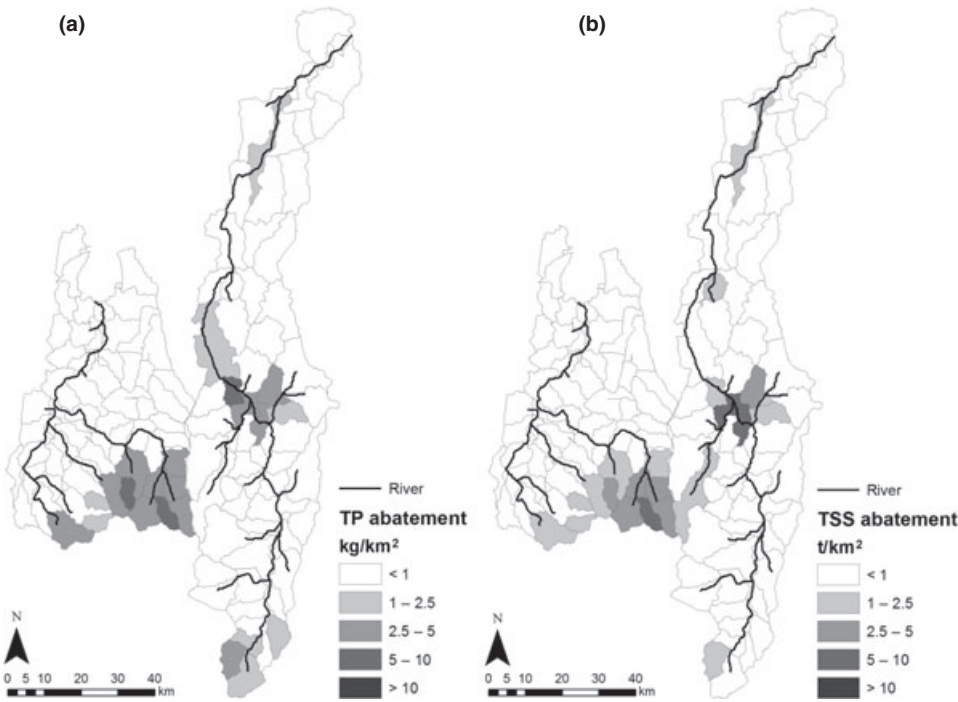 (a)
River
TP abatement
kg/km²
< 1
1 – 2.5
2.5 – 5
5 – 10
> 10
N
0 5 10 20 30 40
km
(b)
River
TSS abatement
t/km²
< 1
1 – 2.5
2.5 – 5
5 – 10
> 10
N
0 5 10 20 30 40
km